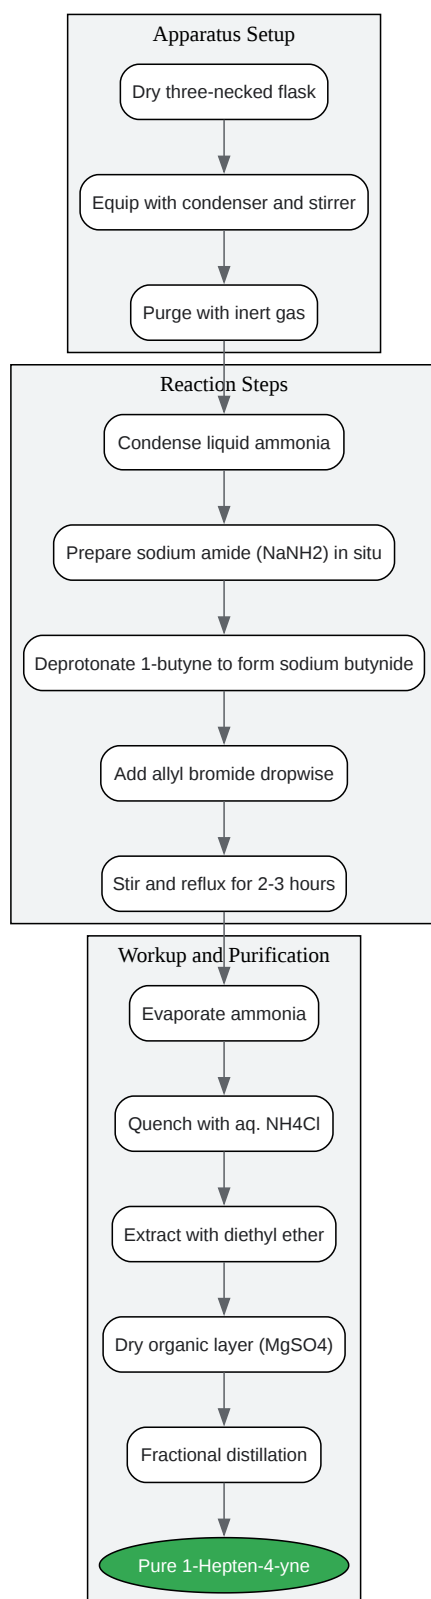 Apparatus Setup
Dry three-necked flask
Equip with condenser and stirrer
Purge with inert gas
Reaction Steps
Condense liquid ammonia
Prepare sodium amide (NaNH2) in situ
Deprotonate 1-butyne to form sodium butynide
Add allyl bromide dropwise
Stir and reflux for 2-3 hours
Workup and Purification
Evaporate ammonia
Quench with aq. NH4Cl
Extract with diethyl ether
Dry organic layer (MgSO4)
Fractional distillation
Pure 1-Hepten-4-yne